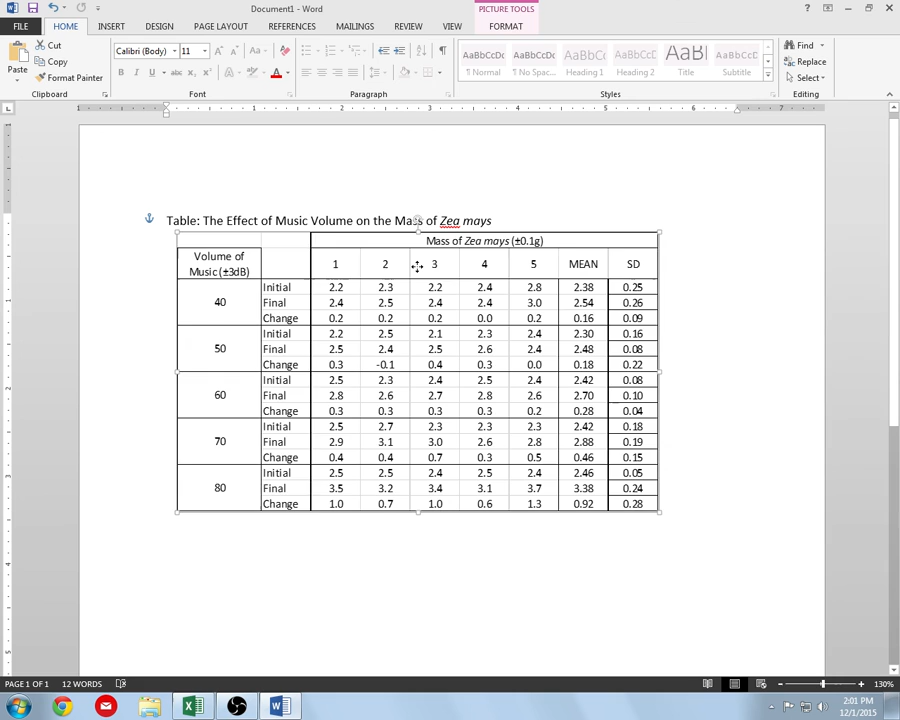 Document1 - Word
PICTURE TOOLS
FILE HOME INSERT DESIGN PAGE LAYOUT REFERENCES MAILINGS REVIEW VIEW FORMAT
Paste
Cut
Copy
Format Painter
Calibri (Body) 11
AaBbCcDc AaBbCcDc AaBbCc AaBbCcD AaBl AaBbCcD
¶ Normal ¶ No Spac... Heading 1 Heading 2 Title Subtitle
Find
Replace
Select
Clipboard Font Paragraph Styles Editing
1 1 2 3 4 5 6 7
Table: The Effect of Music Volume on the Mass of Zea mays
Mass of Zea mays (±0.1g)
Volume of Music (±3dB) 1 2 3 4 5 MEAN SD
40
Initial 2.2 2.3 2.2 2.4 2.8 2.38 0.25
Final 2.4 2.5 2.4 2.4 3.0 2.54 0.26
Change 0.2 0.2 0.2 0.0 0.2 0.16 0.09
50
Initial 2.2 2.5 2.1 2.3 2.4 2.30 0.16
Final 2.5 2.4 2.5 2.6 2.4 2.48 0.08
Change 0.3 -0.1 0.4 0.3 0.0 0.18 0.22
60
Initial 2.5 2.3 2.4 2.5 2.4 2.42 0.08
Final 2.8 2.6 2.7 2.8 2.6 2.70 0.10
Change 0.3 0.3 0.3 0.3 0.2 0.28 0.04
70
Initial 2.5 2.7 2.3 2.3 2.3 2.42 0.18
Final 2.9 3.1 3.0 2.6 2.8 2.88 0.19
Change 0.4 0.4 0.7 0.3 0.5 0.46 0.15
80
Initial 2.5 2.5 2.4 2.5 2.4 2.46 0.05
Final 3.5 3.2 3.4 3.1 3.7 3.38 0.24
Change 1.0 0.7 1.0 0.6 1.3 0.92 0.28
PAGE 1 OF 1 12 WORDS 130%
2:01 PM
12/1/2015